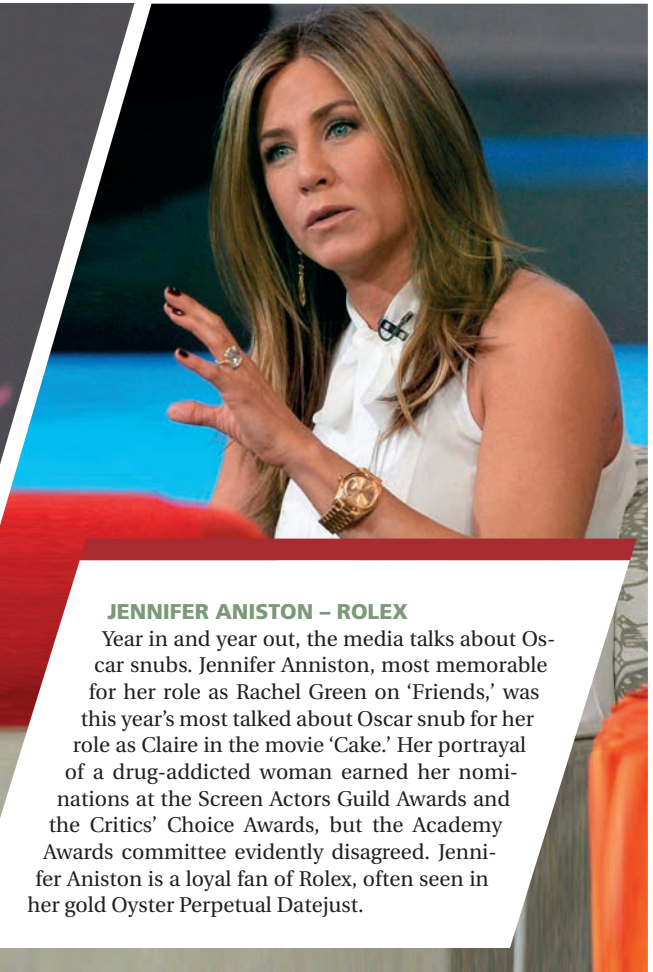 JENNIFER ANISTON – ROLEX
Year in and year out, the media talks about Os-
car snubs. Jennifer Anniston, most memorable
for her role as Rachel Green on ‘Friends,’ was
this year’s most talked about Oscar snub for her
role as Claire in the movie ‘Cake.’ Her portrayal
of a drug-addicted woman earned her nomi-
nations at the Screen Actors Guild Awards and
the Critics’ Choice Awards, but the Academy
Awards committee evidently disagreed. Jenni-
fer Aniston is a loyal fan of Rolex, often seen in
her gold Oyster Perpetual Datejust.